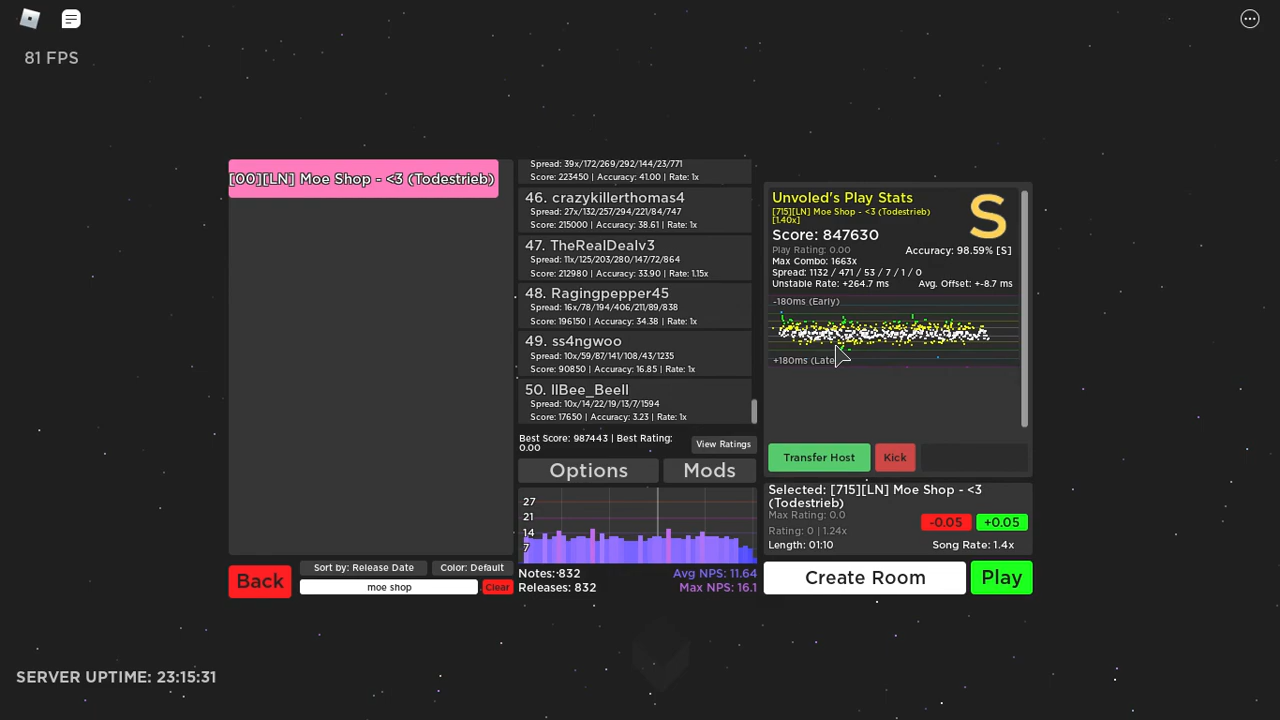 81 FPS
[00][LN] Moe Shop - <3 (Todestrieb)
Spread: 39x/172/269/292/144/23/771
Score: 223450 | Accuracy: 41.00 | Rate: 1x
46. crazykillerthomas4
Spread: 27x/132/257/294/221/84/747
Score: 215000 | Accuracy: 38.61 | Rate: 1x
47. TheRealDealv3
Spread: 11x/125/203/280/147/72/864
Score: 212980 | Accuracy: 33.90 | Rate: 1.15x
48. Ragingpepper45
Spread: 16x/78/194/406/211/89/838
Score: 196150 | Accuracy: 34.38 | Rate: 1x
49. ss4ngwoo
Spread: 10x/59/87/141/108/43/1235
Score: 90850 | Accuracy: 16.85 | Rate: 1x
50. IlBee_Beell
Spread: 10x/14/22/19/13/7/1594
Score: 17650 | Accuracy: 3.23 | Rate: 1x
Best Score: 987443 | Best Rating:
0.00
View Ratings
Options
Mods
27
21
14
7
Notes: 832
Avg NPS: 11.64
Releases: 832
Max NPS: 16.1
Unvoled's Play Stats
[715][LN] Moe Shop - <3 (Todestrieb)
[1.40x]
S
Score: 847630
Play Rating: 0.00
Accuracy: 98.59% [S]
Max Combo: 1663x
Spread: 1132 / 471 / 53 / 7 / 1 / 0
Unstable Rate: +264.7 ms
Avg. Offset: +-8.7 ms
-180ms (Early)
+180ms (Late
Transfer Host
Kick
Selected: [715][LN] Moe Shop - <3
(Todestrieb)
Max Rating: 0.0
Rating: 0 | 1.24x
-0.05
+0.05
Length: 01:10
Song Rate: 1.4x
Create Room
Play
Back
Sort by: Release Date
Color: Default
moe shop
Clear
SERVER UPTIME: 23:15:31